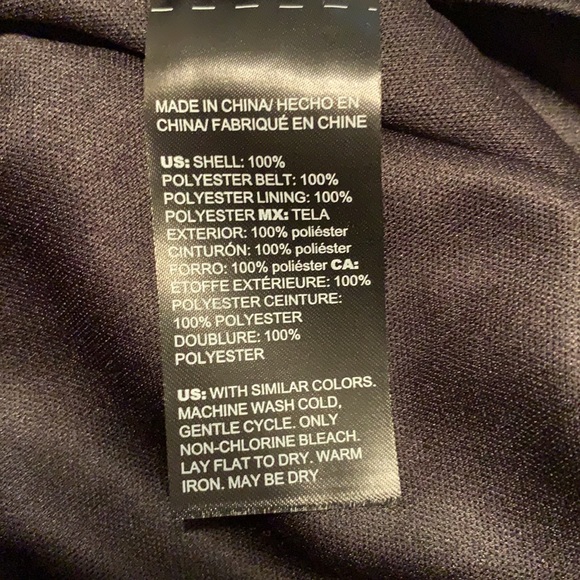 MADE IN CHINA/ HECHO EN
CHINA/ FABRIQUÉ EN CHINE
US: SHELL: 100%
POLYESTER BELT: 100%
POLYESTER LINING: 100%
POLYESTER MX: TELA
EXTERIOR: 100% poliéster
CINTURÓN: 100% poliéster
FORRO: 100% poliéster CA:
ÉTOFFE EXTÉRIEURE: 100%
POLYESTER CEINTURE:
100% POLYESTER
DOUBLURE: 100%
POLYESTER
US: WITH SIMILAR COLORS.
MACHINE WASH COLD,
GENTLE CYCLE. ONLY
NON-CHLORINE BLEACH.
LAY FLAT TO DRY. WARM
IRON. MAY BE DRY